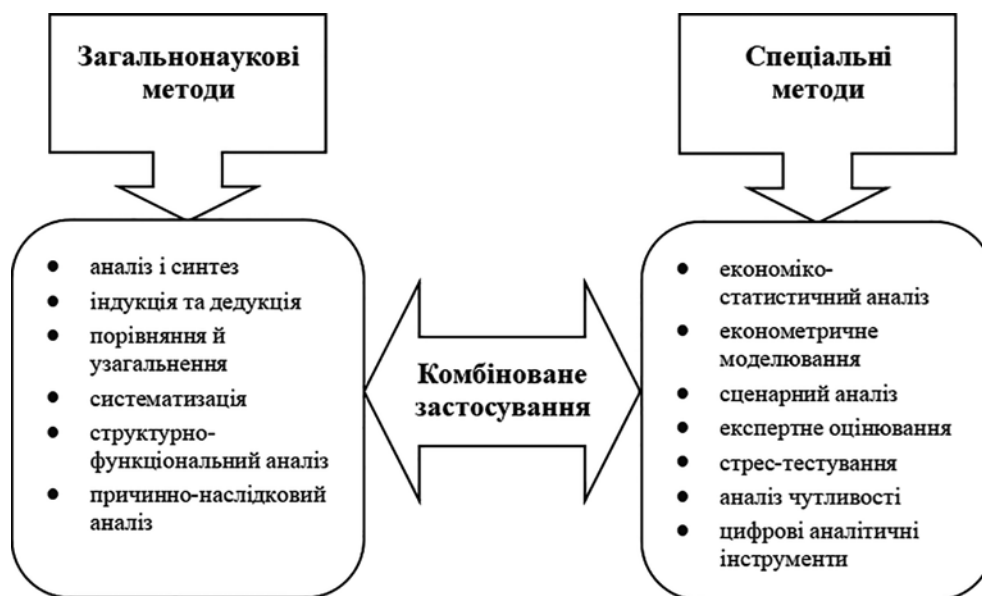 Загальнонаукові
методи
Спеціальні
методи
● аналіз і синтез
● індукція та дедукція
● порівняння й
узагальнення
● систематизація
● структурно-
функціональний аналіз
● причинно-наслідковий
аналіз
Комбіноване
застосування
● економіко-
статистичний аналіз
● економетричне
моделювання
● сценарний аналіз
● експертне оцінювання
● стрес-тестування
● аналіз чутливості
● цифрові аналітичні
інструменти